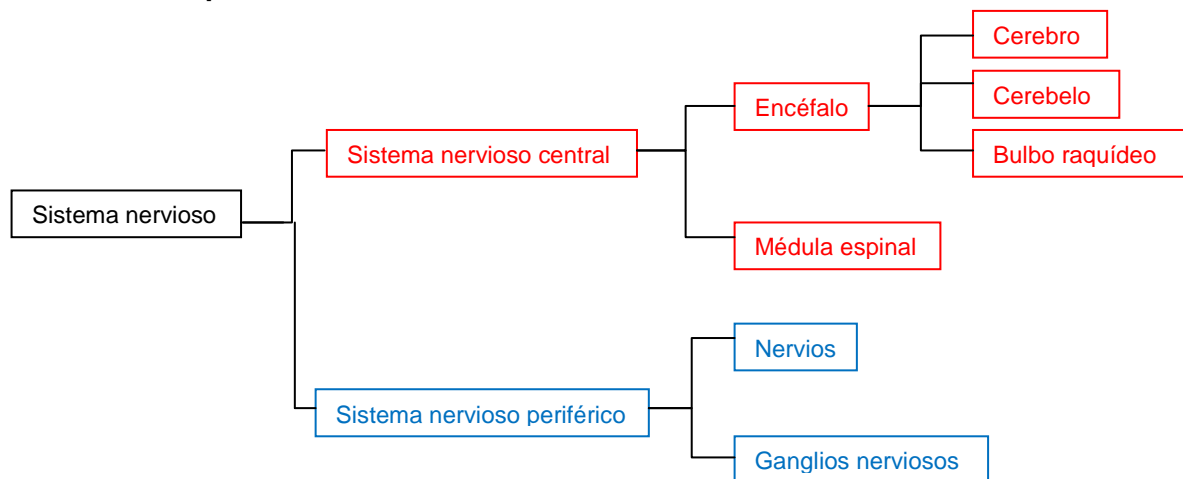 Cerebro
Encéfalo
Cerebelo
Sistema nervioso central
Bulbo raquídeo
Sistema nervioso
Médula espinal
Nervios
Sistema nervioso periférico
Ganglios nerviosos